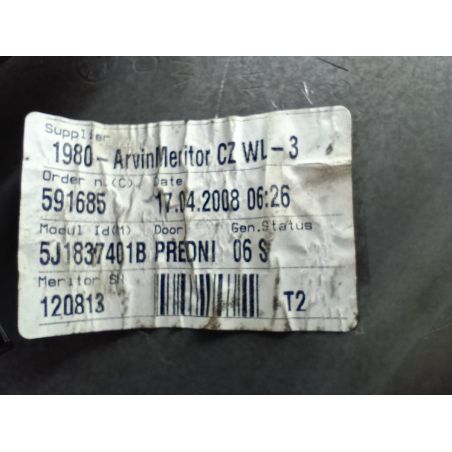 Supplier
1980-ArvinMeritor CZ WL-3
Order n.(C) Date
591685 17.04.2008 06:26
Modul Id(M) Door Gen.Status
5J1837401B PREDNI 06 S
Meritor SN
120813 T2